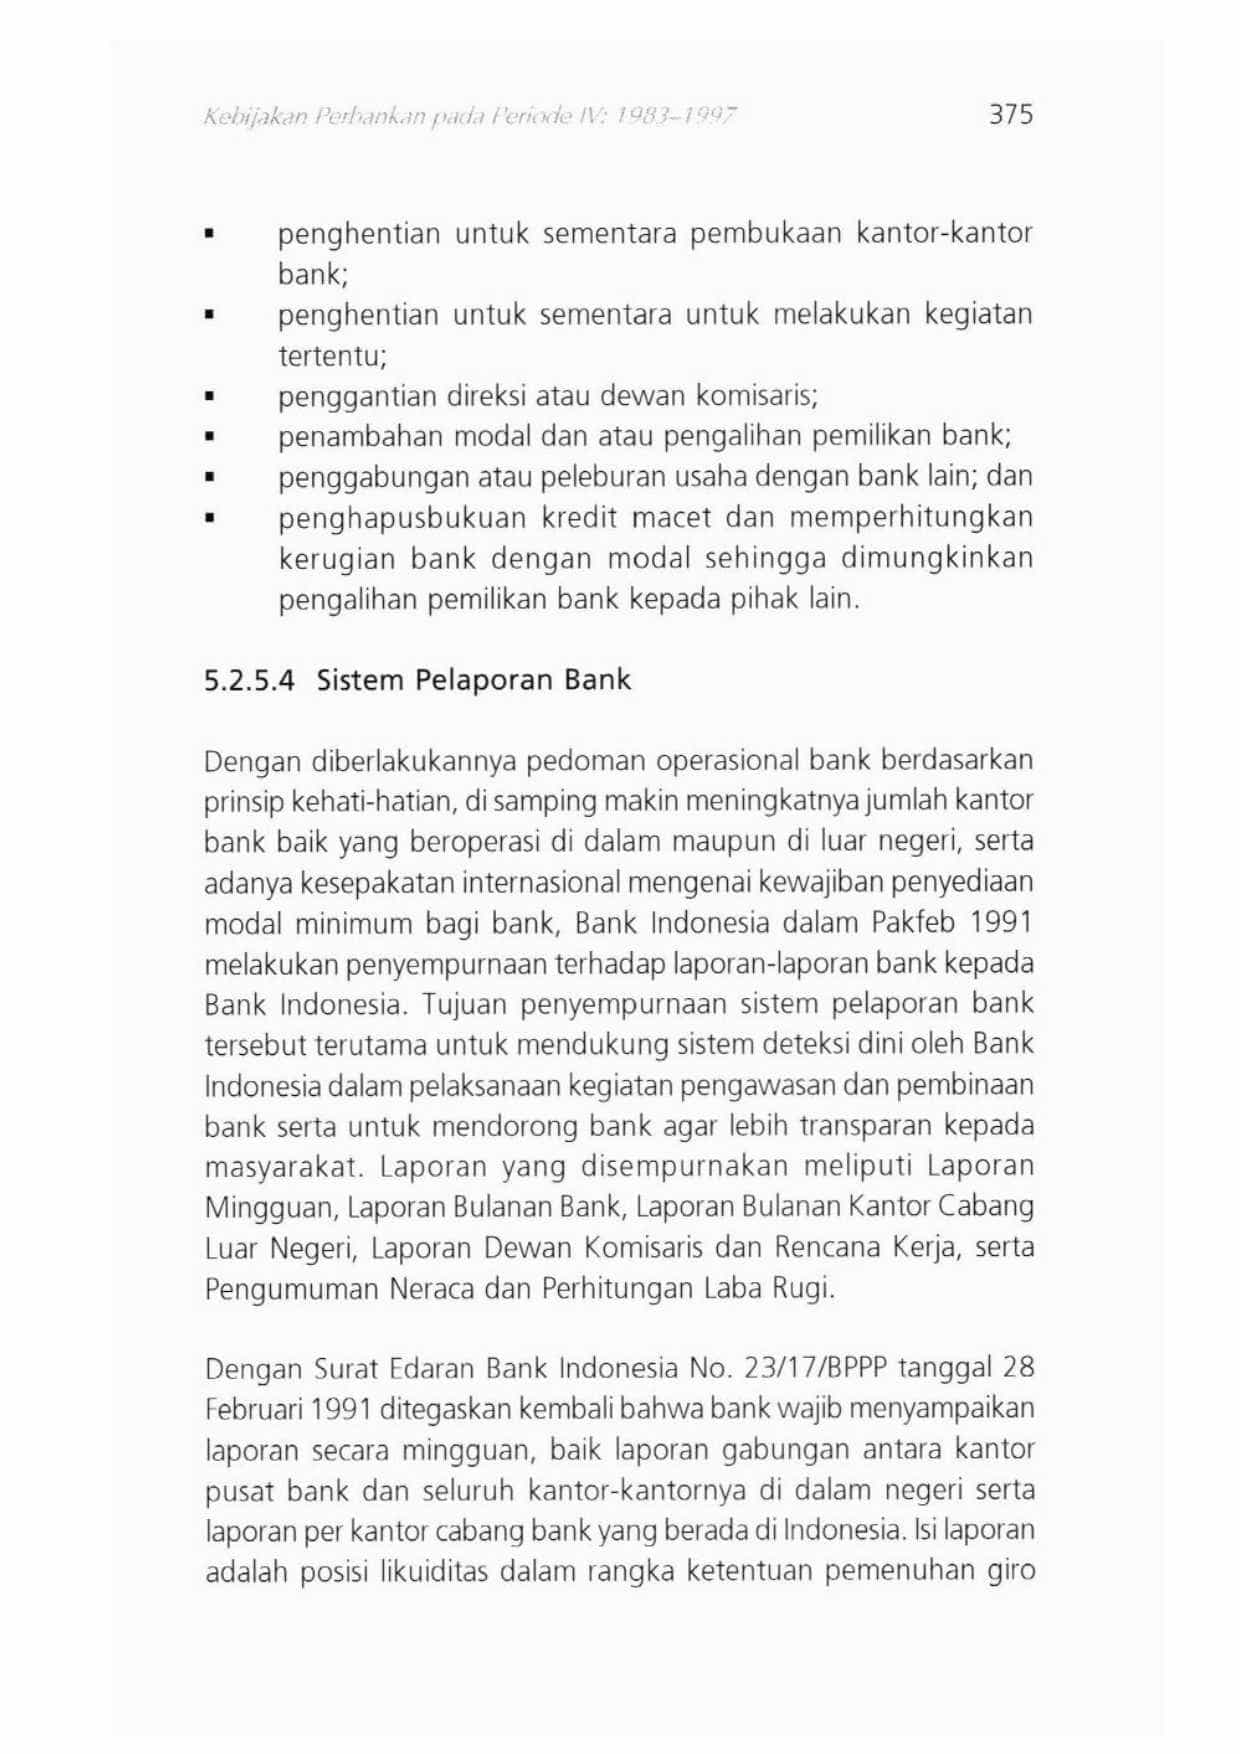 Kebijakan Perbankan pada Periode IV: 1983–1997 375
▪ penghentian untuk sementara pembukaan kantor-kantor
bank;
▪ penghentian untuk sementara untuk melakukan kegiatan
tertentu;
▪ penggantian direksi atau dewan komisaris;
▪ penambahan modal dan atau pengalihan pemilikan bank;
▪ penggabungan atau peleburan usaha dengan bank lain; dan
▪ penghapusbukuan kredit macet dan memperhitungkan
kerugian bank dengan modal sehingga dimungkinkan
pengalihan pemilikan bank kepada pihak lain.
5.2.5.4 Sistem Pelaporan Bank
Dengan diberlakukannya pedoman operasional bank berdasarkan
prinsip kehati-hatian, di samping makin meningkatnya jumlah kantor
bank baik yang beroperasi di dalam maupun di luar negeri, serta
adanya kesepakatan internasional mengenai kewajiban penyediaan
modal minimum bagi bank, Bank Indonesia dalam Pakfeb 1991
melakukan penyempurnaan terhadap laporan-laporan bank kepada
Bank Indonesia. Tujuan penyempurnaan sistem pelaporan bank
tersebut terutama untuk mendukung sistem deteksi dini oleh Bank
Indonesia dalam pelaksanaan kegiatan pengawasan dan pembinaan
bank serta untuk mendorong bank agar lebih transparan kepada
masyarakat. Laporan yang disempurnakan meliputi Laporan
Mingguan, Laporan Bulanan Bank, Laporan Bulanan Kantor Cabang
Luar Negeri, Laporan Dewan Komisaris dan Rencana Kerja, serta
Pengumuman Neraca dan Perhitungan Laba Rugi.
Dengan Surat Edaran Bank Indonesia No. 23/17/BPPP tanggal 28
Februari 1991 ditegaskan kembali bahwa bank wajib menyampaikan
laporan secara mingguan, baik laporan gabungan antara kantor
pusat bank dan seluruh kantor-kantornya di dalam negeri serta
laporan per kantor cabang bank yang berada di Indonesia. Isi laporan
adalah posisi likuiditas dalam rangka ketentuan pemenuhan giro